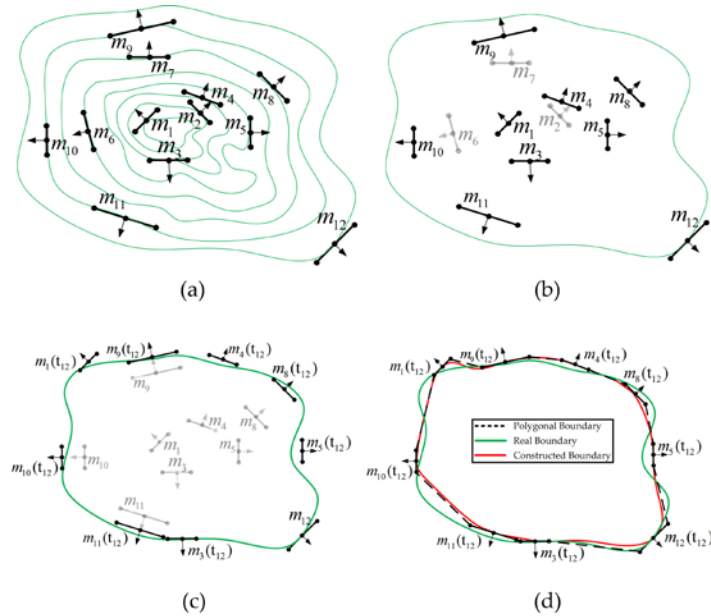 m₉
m₇
m₈
m₄
m₂
m₁
m₅
m₆
m₁₀
m₃
m₁₁
m₁₂
(a)
m₉
m₇
m₈
m₄
m₂
m₁
m₅
m₆
m₁₀
m₃
m₁₁
m₁₂
(b)
m₉(t₁₂)
m₄(t₁₂)
m₁(t₁₂)
m₈(t₁₂)
m₉
m₈
m₄
m₁
m₅
m₅(t₁₂)
m₁₀
m₁₀(t₁₂)
m₃
m₁₁
m₁₂
m₁₁(t₁₂)
m₃(t₁₂)
(c)
m₉(t₁₂)
m₄(t₁₂)
m₁(t₁₂)
m₈(t₁₂)
Polygonal Boundary
Real Boundary
Constructed Boundary
m₅(t₁₂)
m₁₀(t₁₂)
m₁₂(t₁₂)
m₁₁(t₁₂)
m₃(t₁₂)
(d)